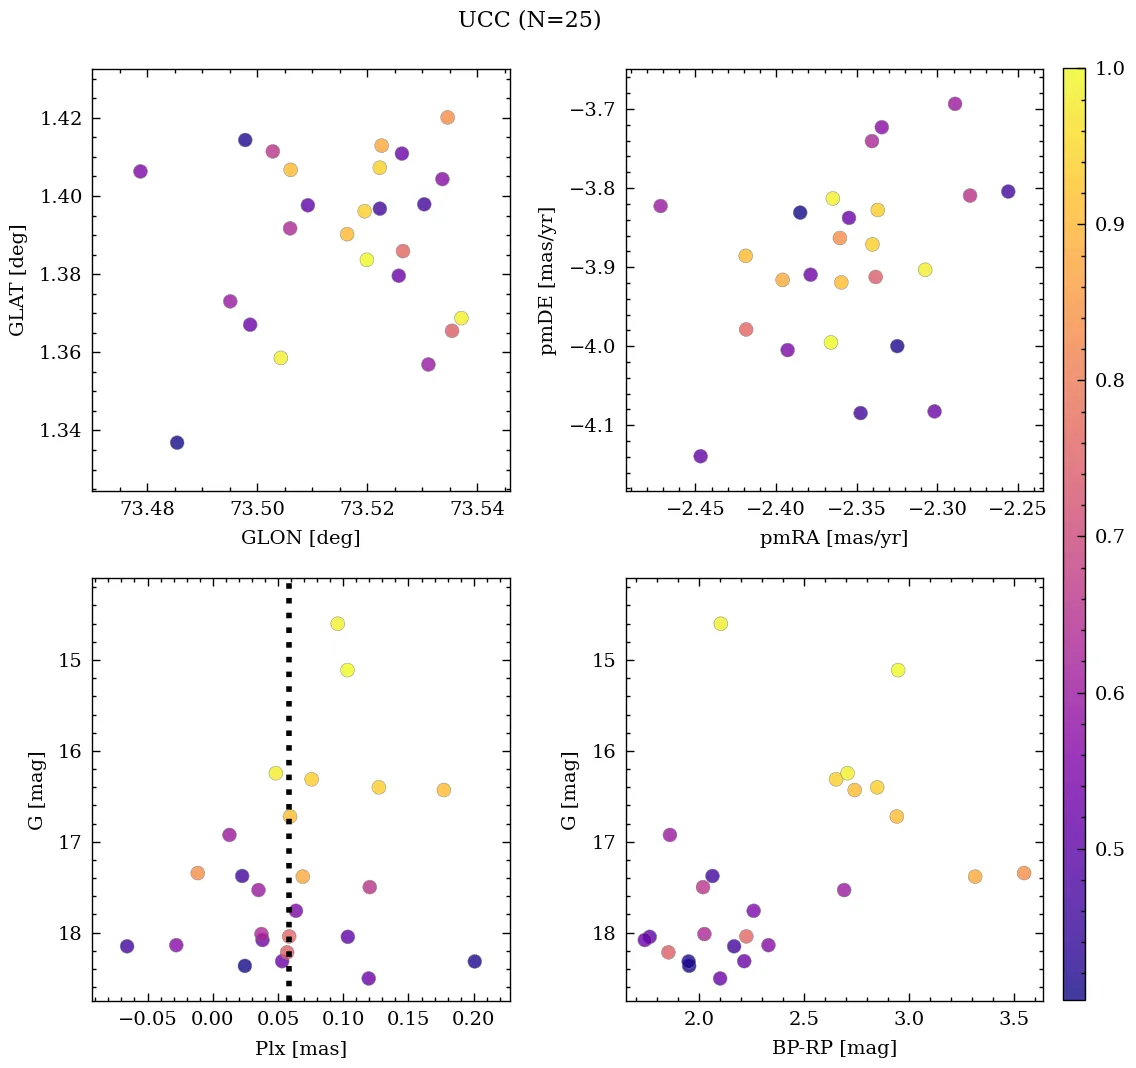 UCC (N=25)
1.42
1.40
1.38
1.36
1.34
GLAT [deg]
73.48 73.50 73.52 73.54
GLON [deg]
−3.7
−3.8
−3.9
−4.0
−4.1
pmDE [mas/yr]
−2.45 −2.40 −2.35 −2.30 −2.25
pmRA [mas/yr]
1.0
0.9
0.8
0.7
0.6
0.5
15
16
17
18
G [mag]
−0.05 0.00 0.05 0.10 0.15 0.20
Plx [mas]
15
16
17
18
G [mag]
2.0 2.5 3.0 3.5
BP-RP [mag]